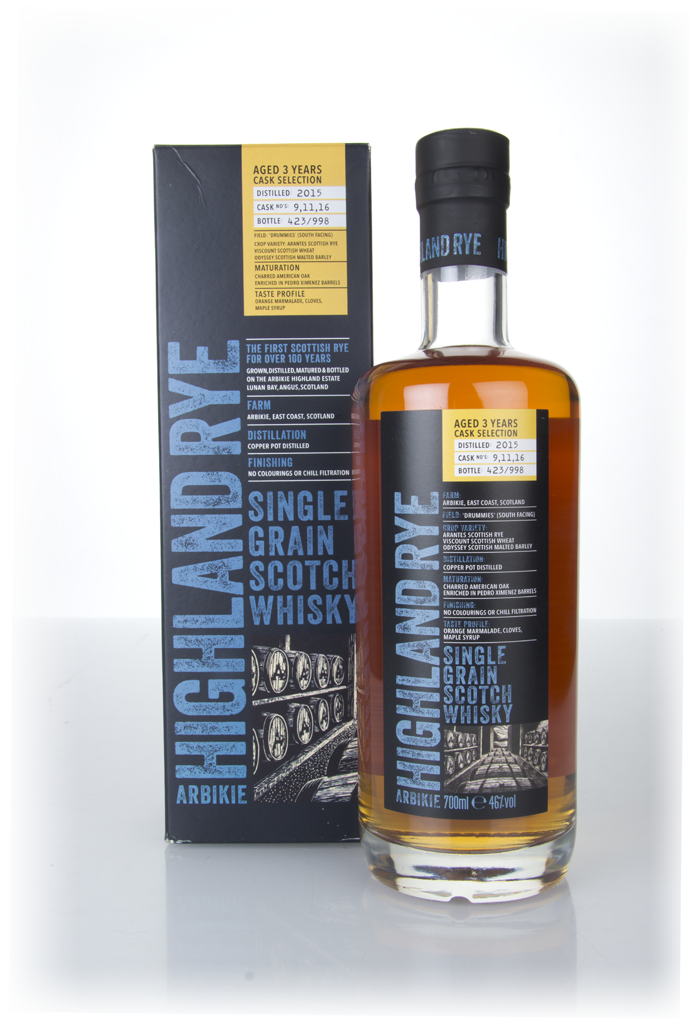 AGED 3 YEARS
CASK SELECTION
DISTILLED: 2015
CASK NO'S: 9,11,16
BOTTLE: 423/998
FIELD: 'DRUMMIES' (SOUTH FACING)
CROP VARIETY: ARANTES SCOTTISH RYE
VISCOUNT SCOTTISH WHEAT
ODYSSEY SCOTTISH MALTED BARLEY
MATURATION
CHARRED AMERICAN OAK
ENRICHED IN PEDRO XIMENEZ BARRELS
TASTE PROFILE
ORANGE MARMALADE, CLOVES,
MAPLE SYRUP
HIGHLAND RYE
THE FIRST SCOTTISH RYE
FOR OVER 100 YEARS
GROWN, DISTILLED, MATURED & BOTTLED
ON THE ARBIKIE HIGHLAND ESTATE
LUNAN BAY, ANGUS, SCOTLAND
FARM
ARBIKIE, EAST COAST, SCOTLAND
DISTILLATION
COPPER POT DISTILLED
FINISHING
NO COLOURINGS OR CHILL FILTRATION
SINGLE
GRAIN
SCOTCH
WHISKY
ARBIKIE
LAND RYE H
AGED 3 YEARS
CASK SELECTION
DISTILLED: 2015
CASK NO'S: 9,11,16
BOTTLE: 423/998
HIGHLAND RYE
FARM:
ARBIKIE, EAST COAST, SCOTLAND
FIELD: 'DRUMMIES' (SOUTH FACING)
CROP VARIETY:
ARANTES SCOTTISH RYE
VISCOUNT SCOTTISH WHEAT
ODYSSEY SCOTTISH MALTED BARLEY
DISTILLATION:
COPPER POT DISTILLED
MATURATION:
CHARRED AMERICAN OAK
ENRICHED IN PEDRO XIMENEZ BARRELS
FINISHING:
NO COLOURINGS OR CHILL FILTRATION
TASTE PROFILE:
ORANGE MARMALADE, CLOVES,
MAPLE SYRUP
SINGLE
GRAIN
SCOTCH
WHISKY
ARBIKIE 700ml ℮ 46%vol